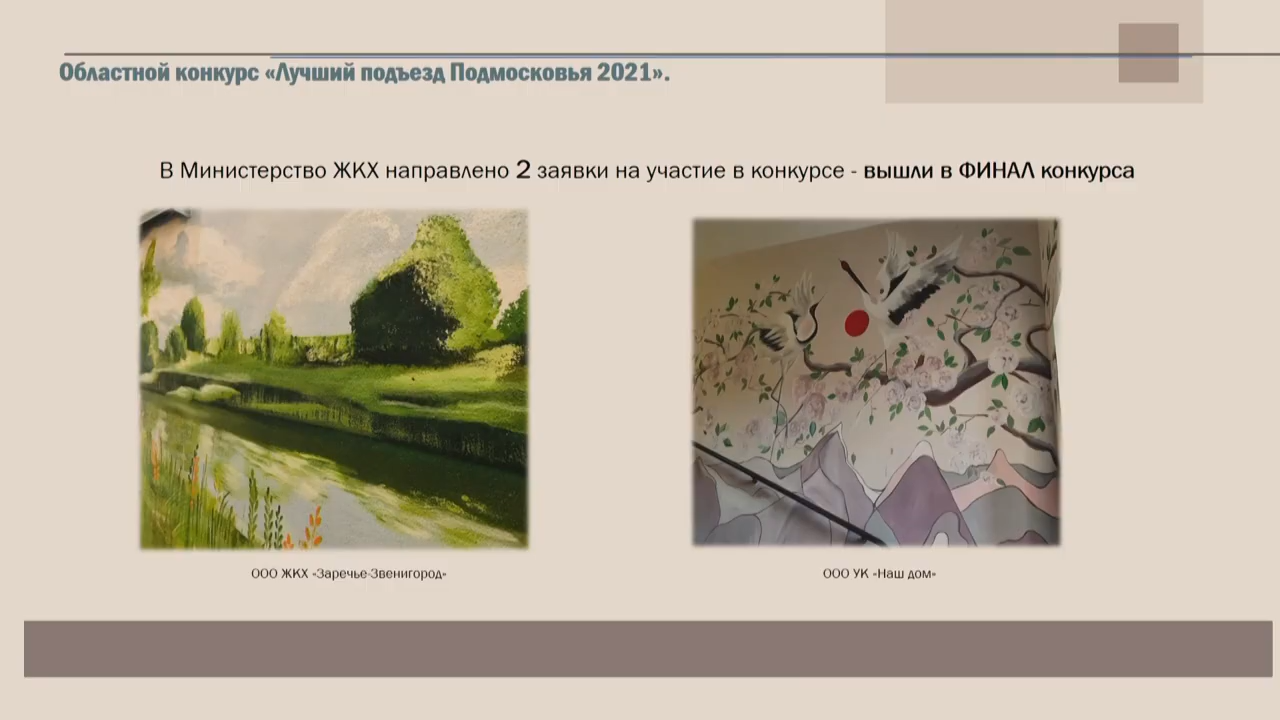 Областной конкурс «Лучший подъезд Подмосковья 2021».
В Министерство ЖКХ направлено 2 заявки на участие в конкурсе - вышли в ФИНАЛ конкурса
ООО ЖКХ «Заречье-Звенигород»
ООО УК «Наш дом»